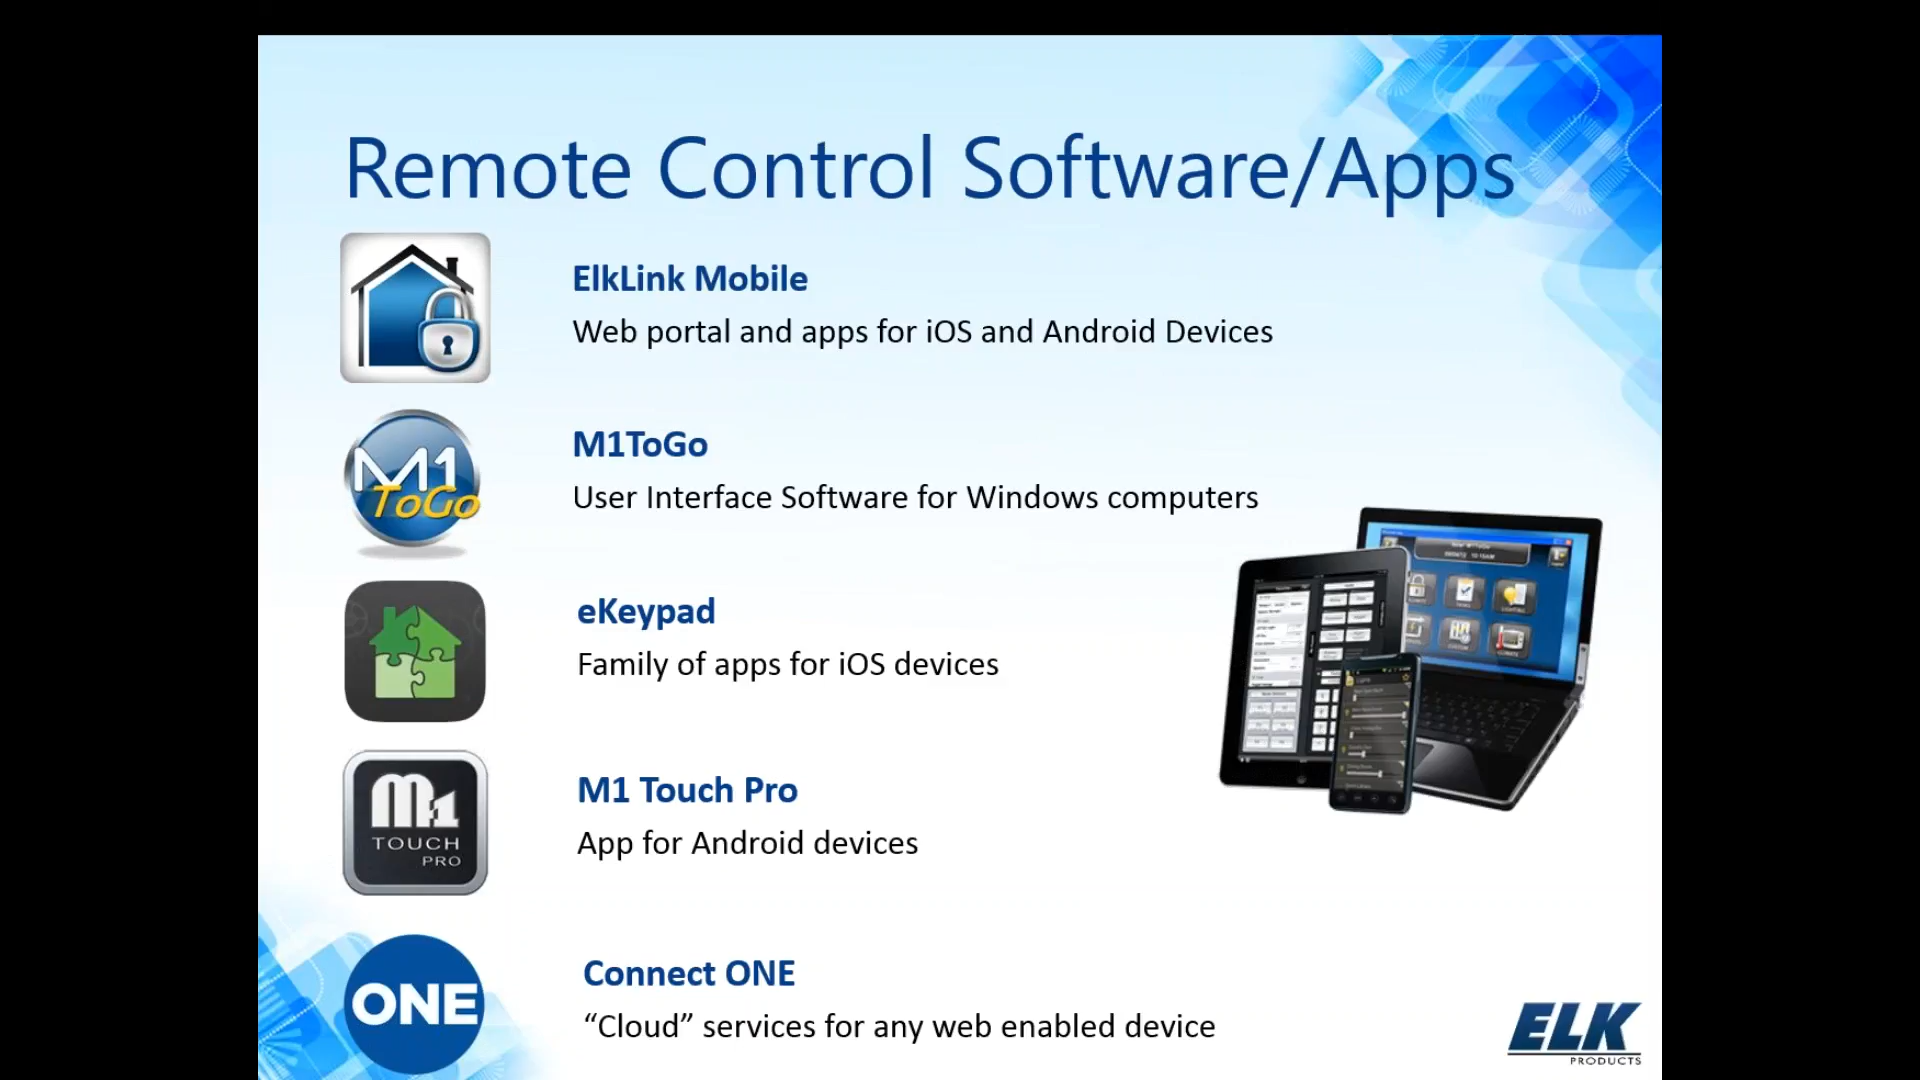 Remote Control Software/Apps
ElkLink Mobile
Web portal and apps for iOS and Android Devices
M1
ToGo
M1ToGo
User Interface Software for Windows computers
eKeypad
Family of apps for iOS devices
M1
TOUCH
PRO
M1 Touch Pro
App for Android devices
ONE
Connect ONE
“Cloud” services for any web enabled device
ELK
PRODUCTS